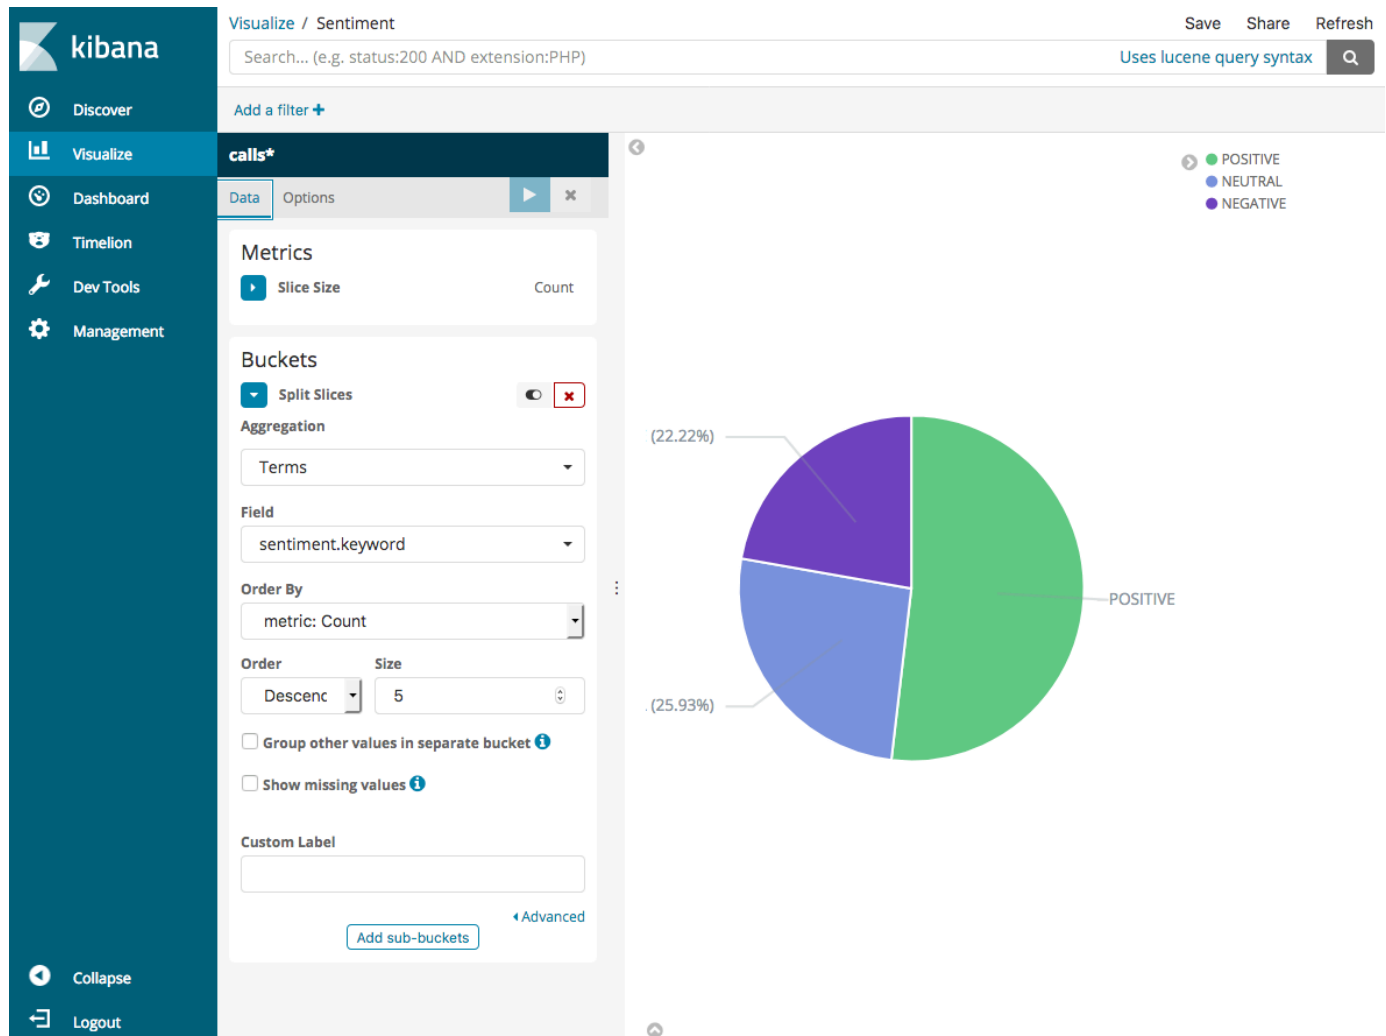 kibana
Discover
Visualize
Dashboard
Timelion
Dev Tools
Management
Collapse
Logout
Visualize / Sentiment
Save Share Refresh
Search... (e.g. status:200 AND extension:PHP)
Uses lucene query syntax
Add a filter
calls*
Data Options
Metrics
Slice Size Count
Buckets
Split Slices
Aggregation
Terms
Field
sentiment.keyword
Order By
metric: Count
Order Size
Descenc 5
Group other values in separate bucket
Show missing values
Custom Label
Advanced
Add sub-buckets
POSITIVE
NEUTRAL
NEGATIVE
(22.22%)
POSITIVE
. (25.93%)